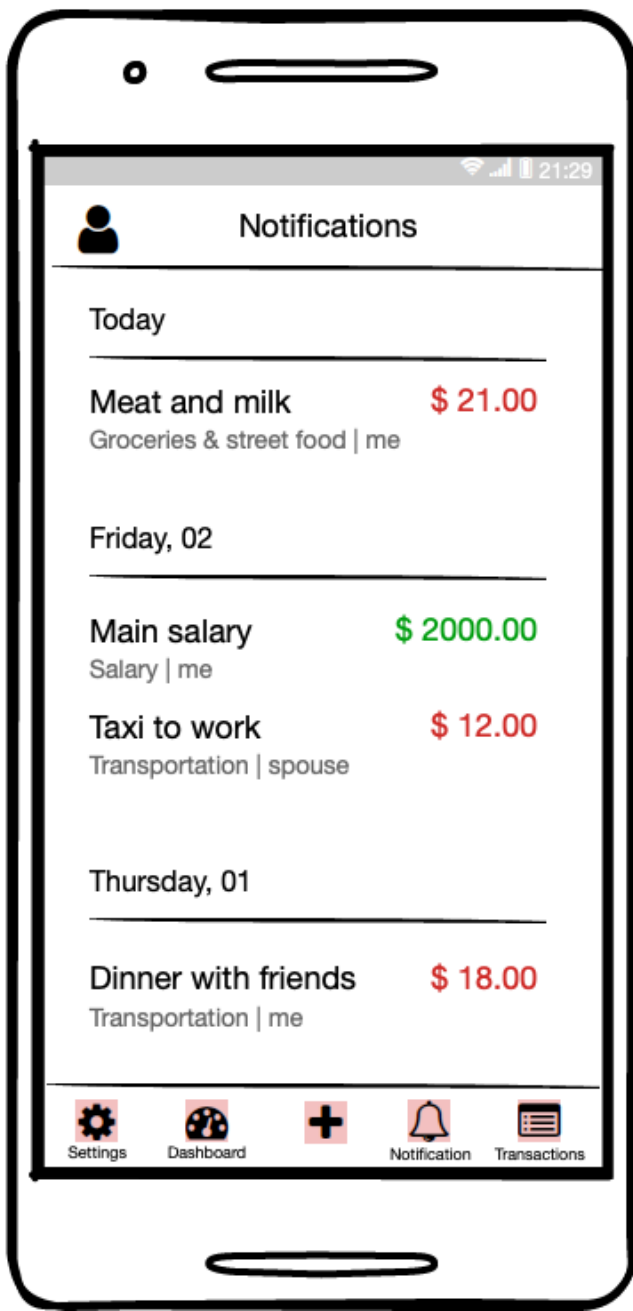 21:29
Notifications
Today
Meat and milk $ 21.00
Groceries & street food | me
Friday, 02
Main salary $ 2000.00
Salary | me
Taxi to work $ 12.00
Transportation | spouse
Thursday, 01
Dinner with friends $ 18.00
Transportation | me
Settings Dashboard Notification Transactions